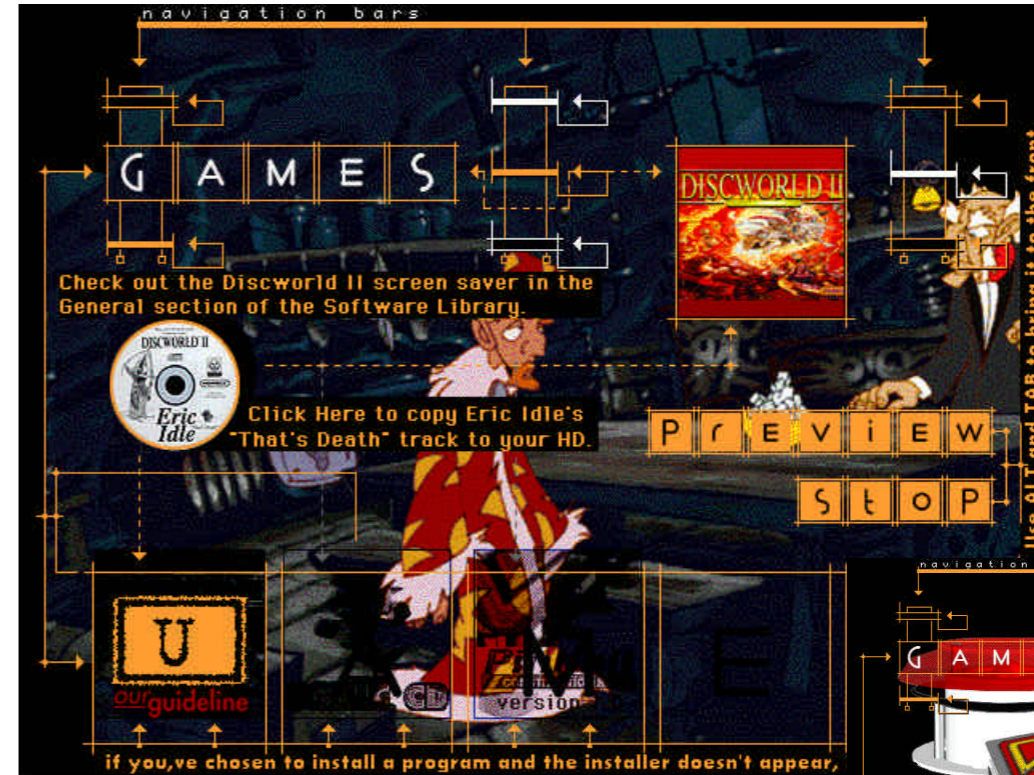 navigation bars
GAMES
DISCWORLD II
Check out the Discworld II screen saver in the
General section of the Software Library.
DISCWORLD II
Eric
Idle
Click Here to copy Eric Idle's
"That's Death" track to your HD.
PrEviEw
StoP
U
ourguideline
CD
version
E
navigation
GAM
if you,ve chosen to install a program and the installer doesn't appear,
Use ALT and TAB to bring it to the front